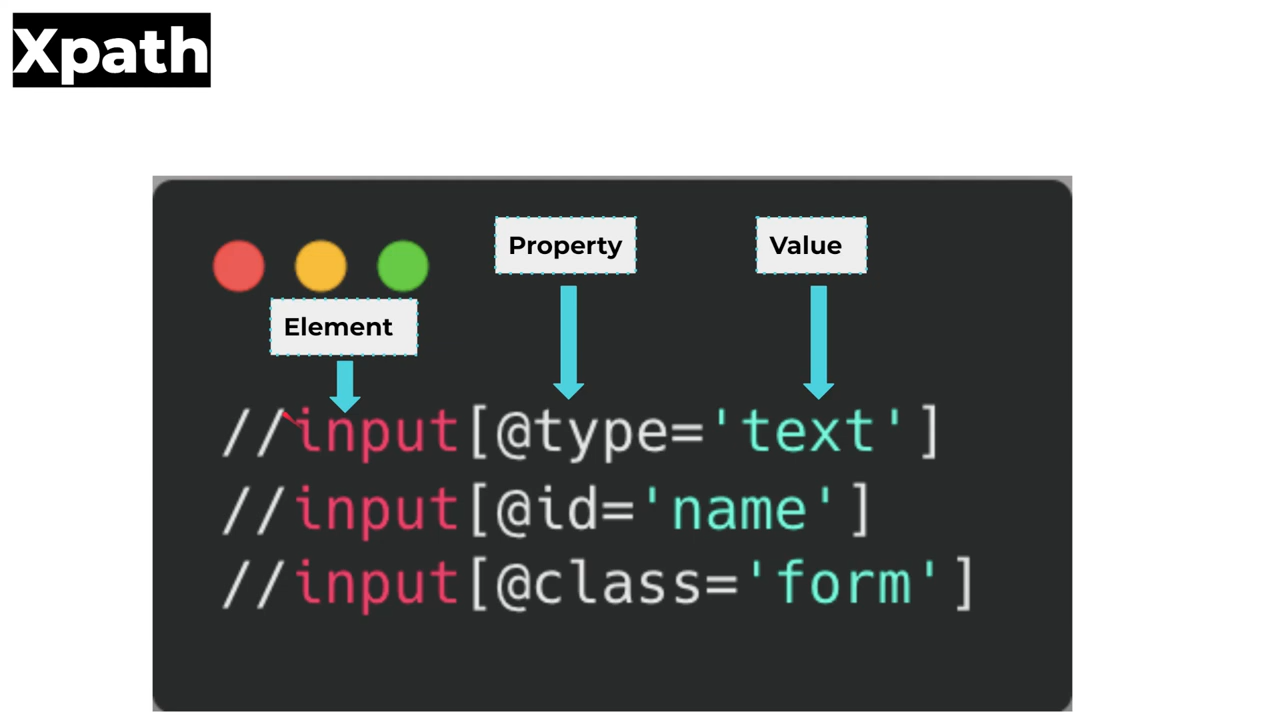 Xpath
Property
Value
Element
//input[@type='text']
//input[@id='name']
//input[@class='form']